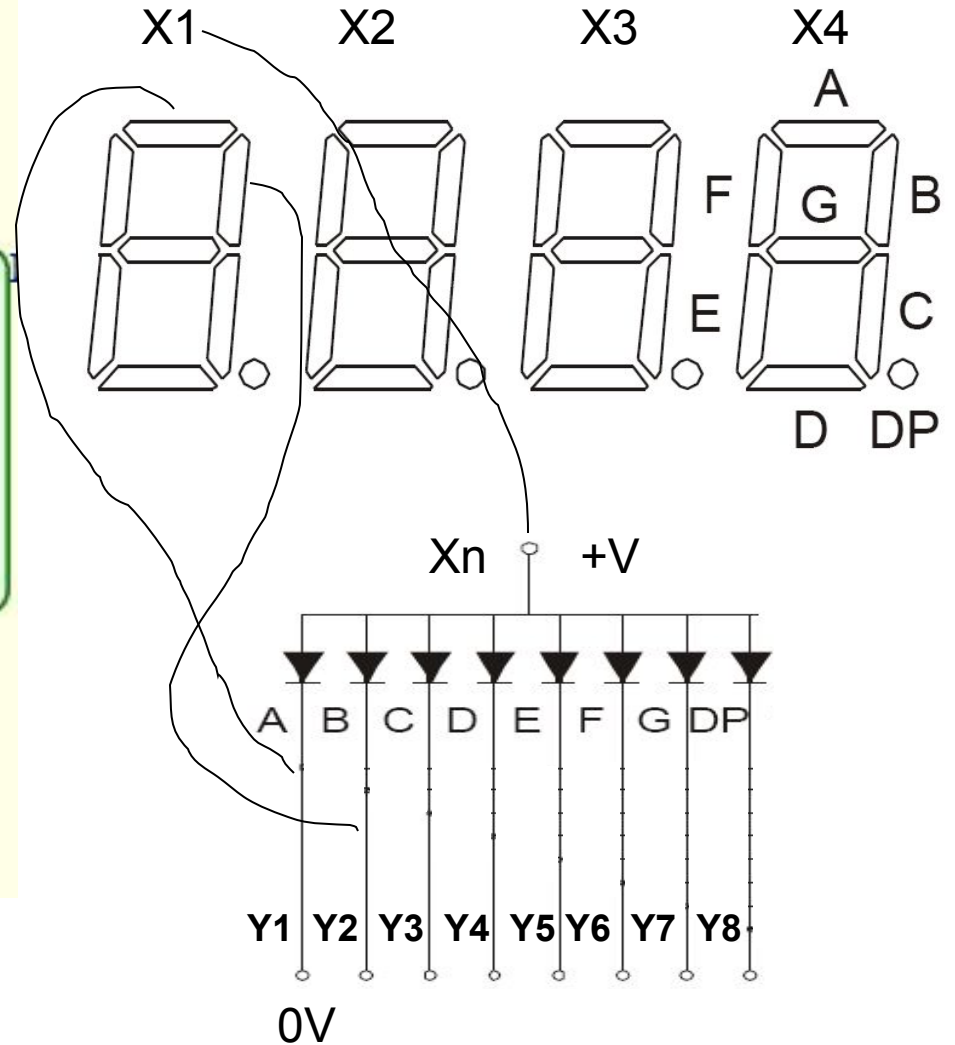 X1 X2 X3 X4
A
F G B
E C
D DP
Xn +V
A B C D E F G DP
Y1 Y2 Y3 Y4 Y5 Y6 Y7 Y8
0V